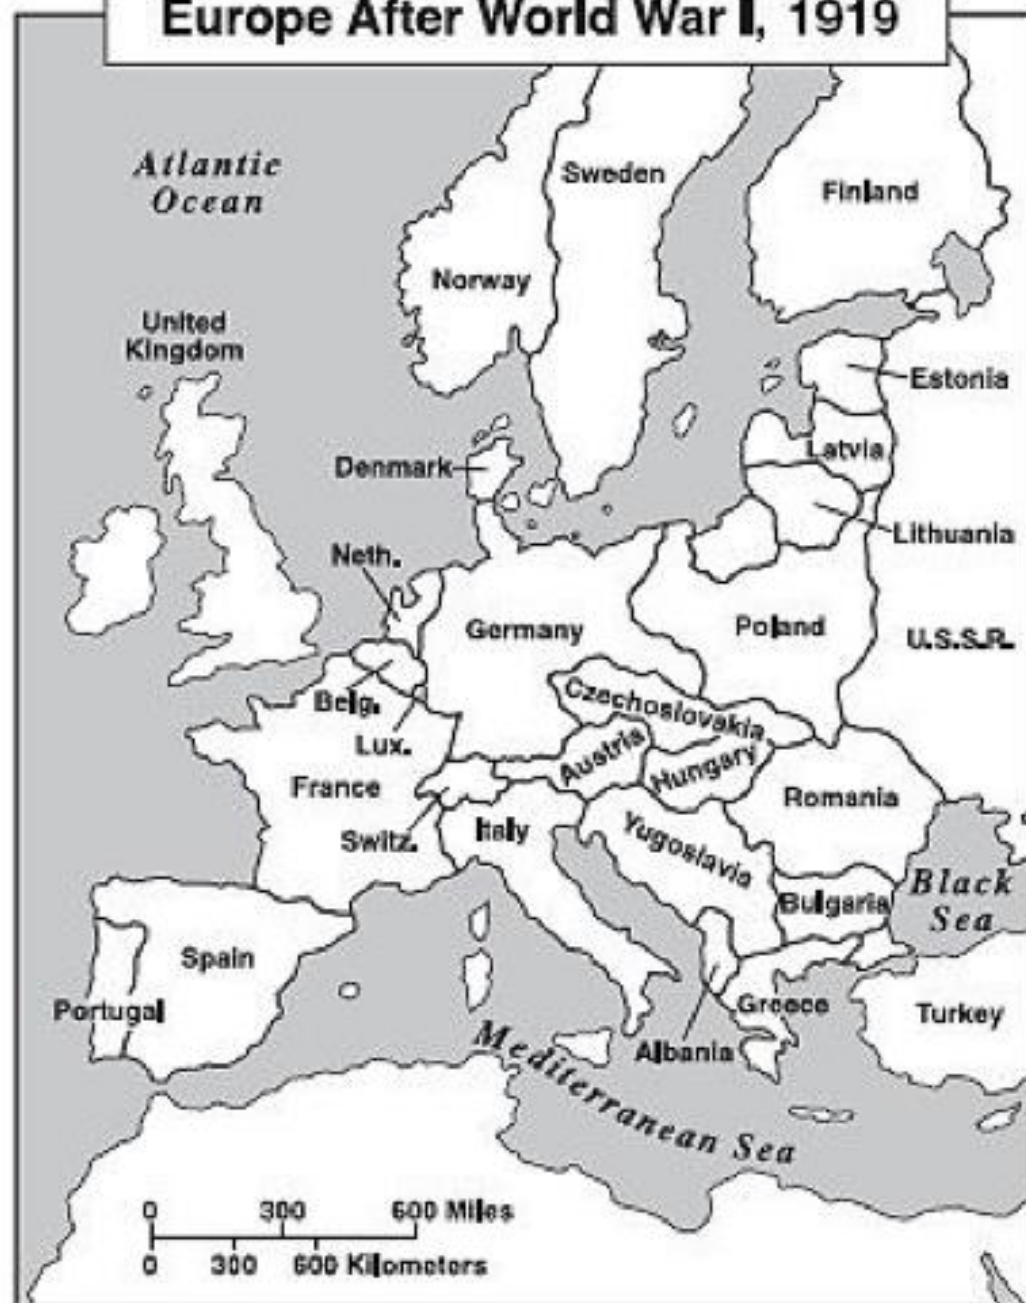 Europe After World War I, 1919
Atlantic
Ocean
Sweden
Finland
Norway
United
Kingdom
Estonia
Latvia
Denmark
Lithuania
Neth.
Germany
Poland
U.S.S.R.
Belg.
Czechoslovakia
Lux.
Austria
Hungary
France
Romania
Switz.
Italy
Yugoslavia
Black
Sea
Bulgaria
Spain
Portugal
Greece
Turkey
Albania
Mediterranean Sea
0 300 600 Miles
0 300 600 Kilometers